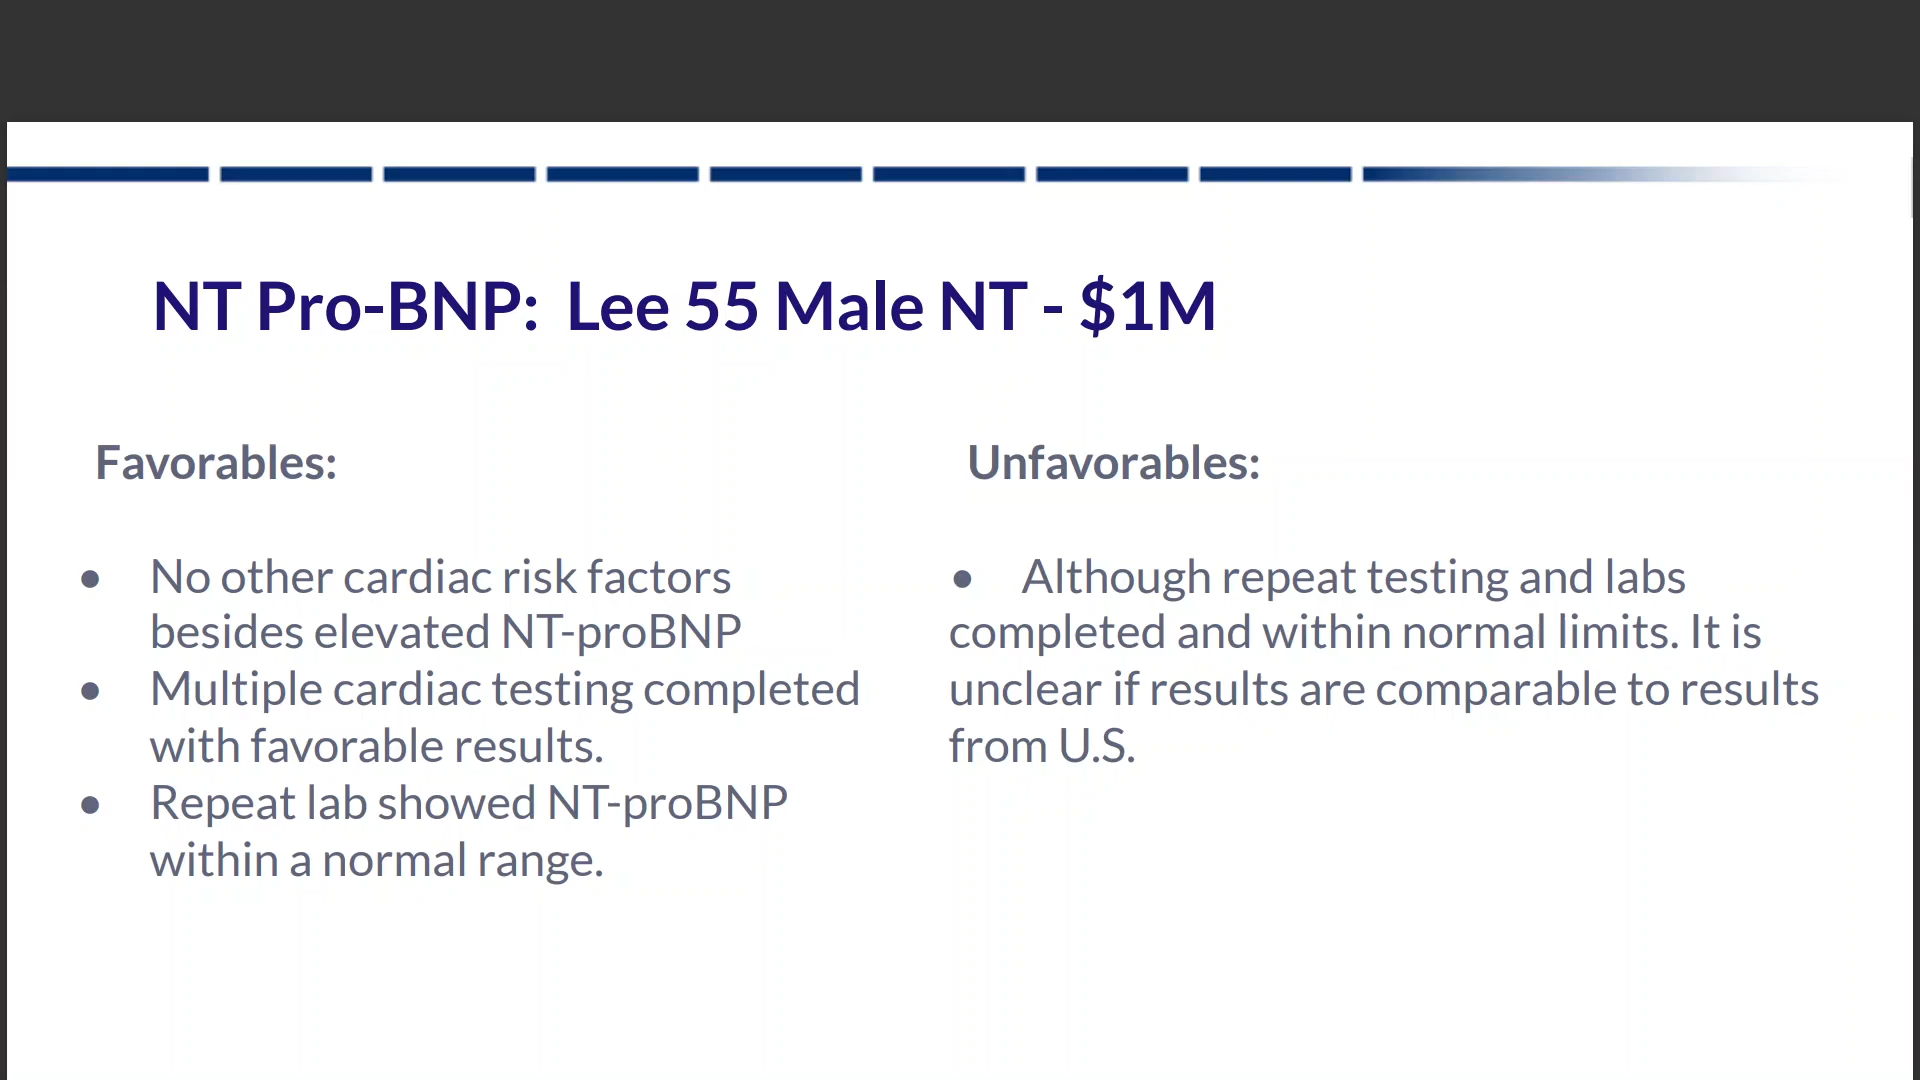 NT Pro-BNP: Lee 55 Male NT - $1M
Favorables:
● No other cardiac risk factors
besides elevated NT-proBNP
● Multiple cardiac testing completed
with favorable results.
● Repeat lab showed NT-proBNP
within a normal range.
Unfavorables:
● Although repeat testing and labs
completed and within normal limits. It is
unclear if results are comparable to results
from U.S.